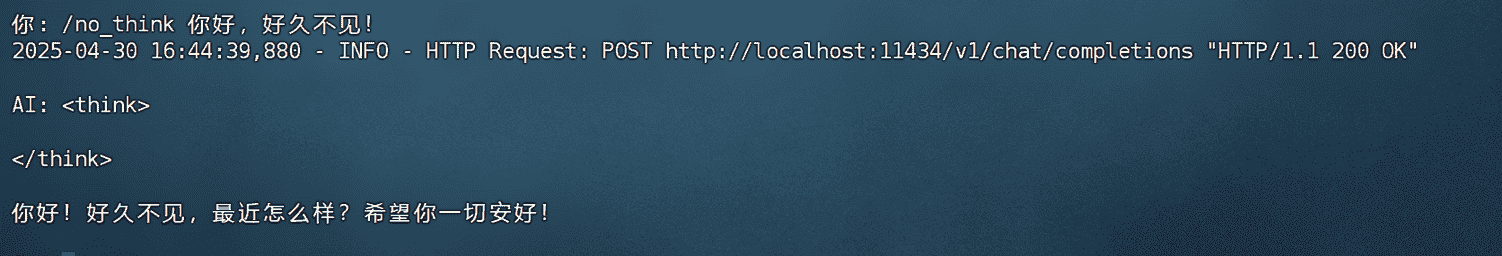 你: /no_think 你好，好久不见！
2025-04-30 16:44:39,880 - INFO - HTTP Request: POST http://localhost:11434/v1/chat/completions "HTTP/1.1 200 OK"
AI: <think>
</think>
你好！好久不见，最近怎么样？希望你一切安好！